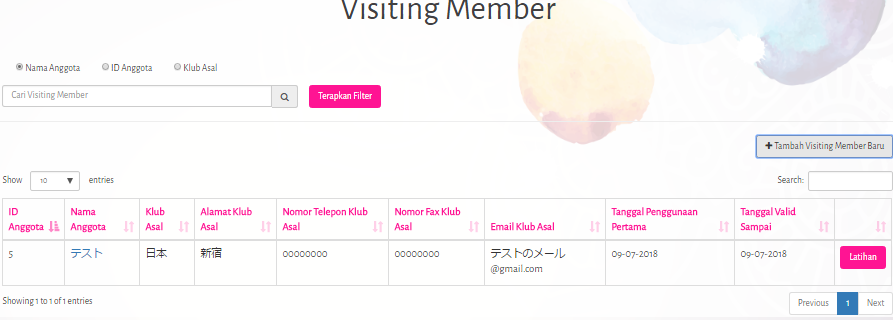 Visiting Member
Nama Anggota ID Anggota Klub Asal
Cari Visiting Member Terapkan Filter
Tambah Visiting Member Baru
Show 10 entries Search:
ID Anggota Nama Anggota Klub Asal Alamat Klub Asal Nomor Telepon Klub Asal Nomor Fax Klub Asal Email Klub Asal Tanggal Penggunaan Pertama Tanggal Valid Sampai
5 テスト 日本 新宿 00000000 00000000 テストのメール@gmail.com 09-07-2018 09-07-2018 Latihan
Showing 1 to 1 of 1 entries Previous 1 Next